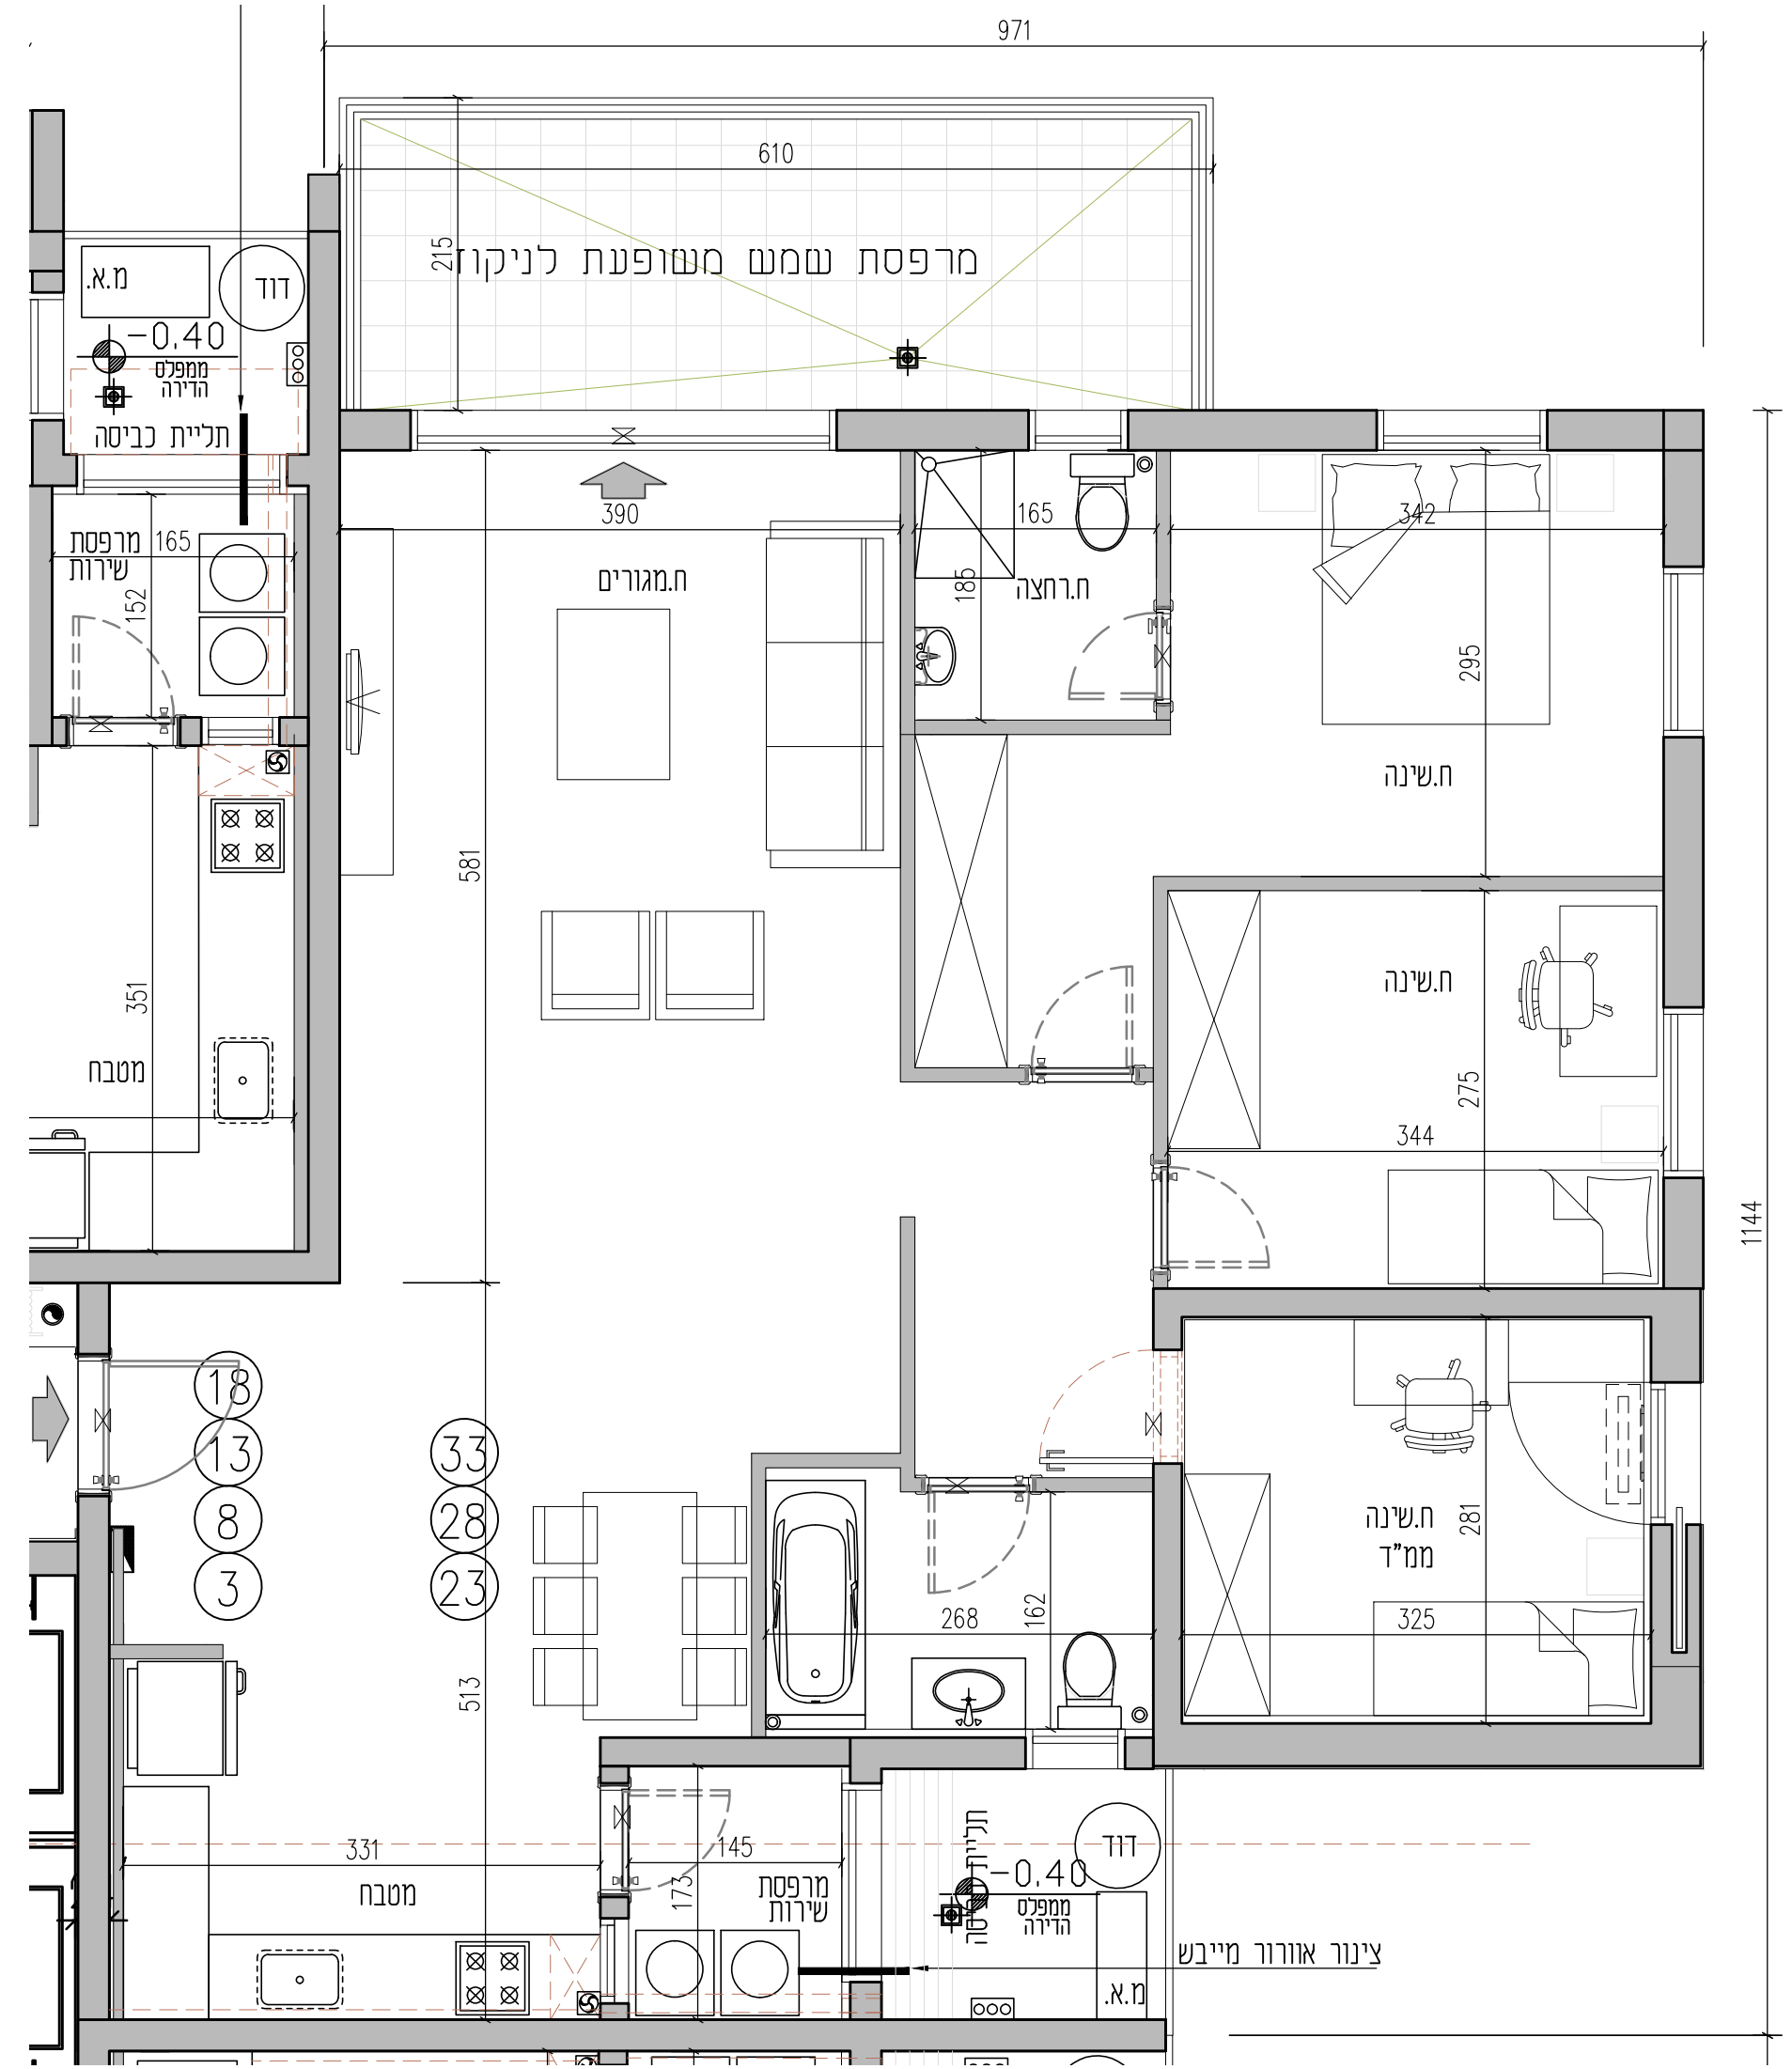 971
610
215
מרפסת שמש משופעת לניקוז
מ.א.
דוד
-0.40
ממפלס
הדירה
תליית כביסה
מרפסת
שירות
165
152
390
165
342
ח.מגורים
185
ח.רחצה
295
ח.שינה
581
351
מטבח
ח.שינה
275
344
1144
18
13
8
3
33
28
23
ח.שינה
ממ"ד
281
325
268
162
513
331
מטבח
145
173
מרפסת
שירות
תליית
דוד
-0.40
ממפלס
הדירה
צינור אוורור מייבש
מ.א.